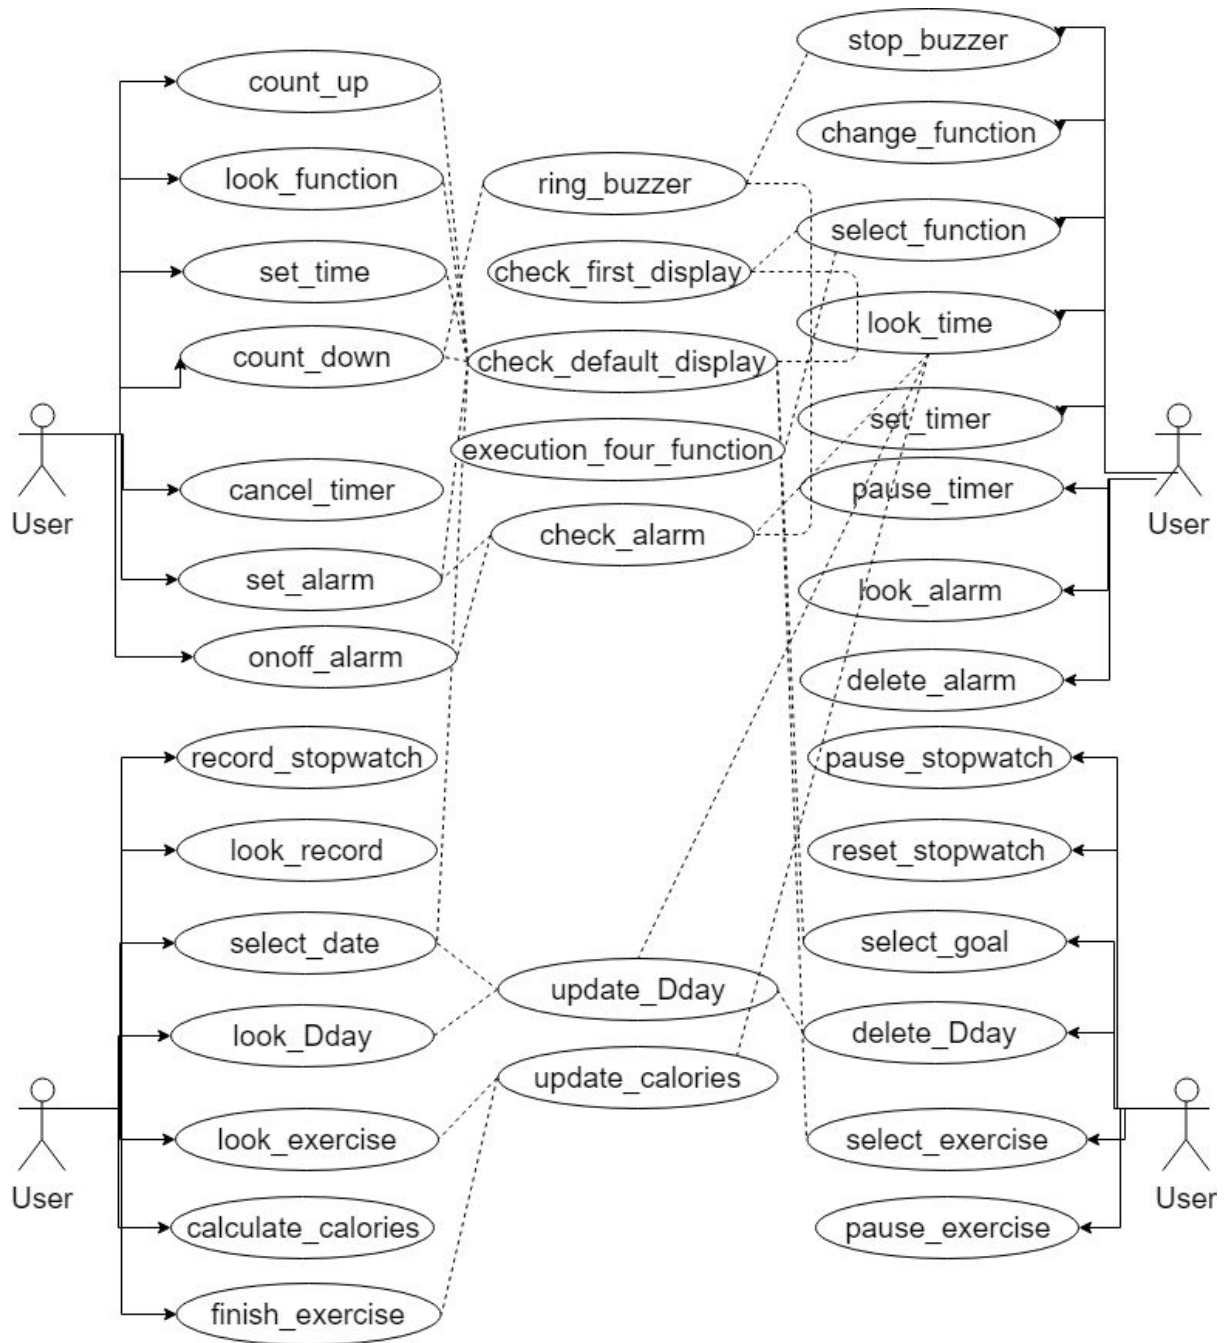 stop_buzzer
count_up
change_function
look_function
ring_buzzer
select_function
set_time
check_first_display
look_time
count_down
check_default_display
set_timer
execution_four_function
cancel_timer
pause_timer
User
User
check_alarm
set_alarm
look_alarm
onoff_alarm
delete_alarm
record_stopwatch
pause_stopwatch
look_record
reset_stopwatch
select_date
select_goal
update_Dday
look_Dday
delete_Dday
update_calories
look_exercise
select_exercise
User
User
calculate_calories
pause_exercise
finish_exercise